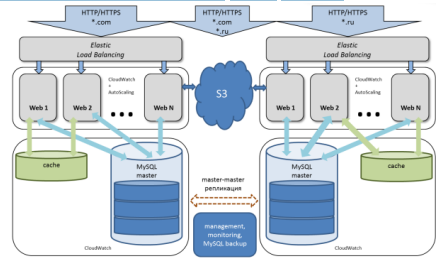 HTTP/HTTPS
*.com
HTTP/HTTPS
*.com
*.ru
HTTP/HTTPS
*.ru
Elastic
Load Balancing
Elastic
Load Balancing
CloudWatch
+
AutoScaling
Web 1
Web 2
Web N
S3
CloudWatch
+
AutoScaling
Web 1
Web 2
Web N
cache
MySQL
master
CloudWatch
master-master
репликация
management,
monitoring,
MySQL backup
MySQL
master
cache
CloudWatch